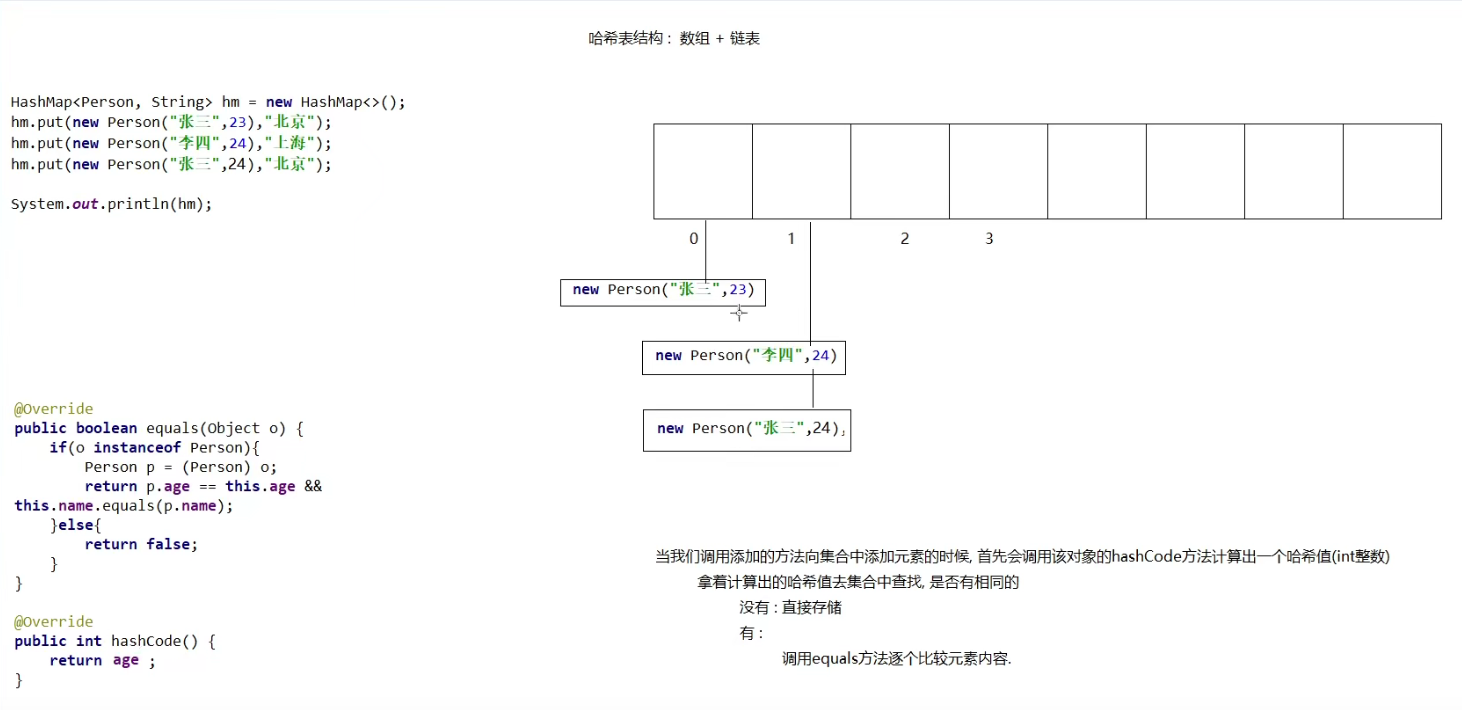 哈希表结构 : 数组 + 链表
HashMap<Person, String> hm = new HashMap<>();
hm.put(new Person("张三",23),"北京");
hm.put(new Person("李四",24),"上海");
hm.put(new Person("张三",24),"北京");
System.out.println(hm);
0 1 2 3
new Person("张三",23)
new Person("李四",24)
new Person("张三",24),
@Override
public boolean equals(Object o) {
if(o instanceof Person){
Person p = (Person) o;
return p.age == this.age &&
this.name.equals(p.name);
}else{
return false;
}
}
@Override
public int hashCode() {
return age ;
}
当我们调用添加的方法向集合中添加元素的时候, 首先会调用该对象的hashCode方法计算出一个哈希值(int整数)
拿着计算出的哈希值去集合中查找, 是否有相同的
没有 : 直接存储
有 :
调用equals方法逐个比较元素内容.